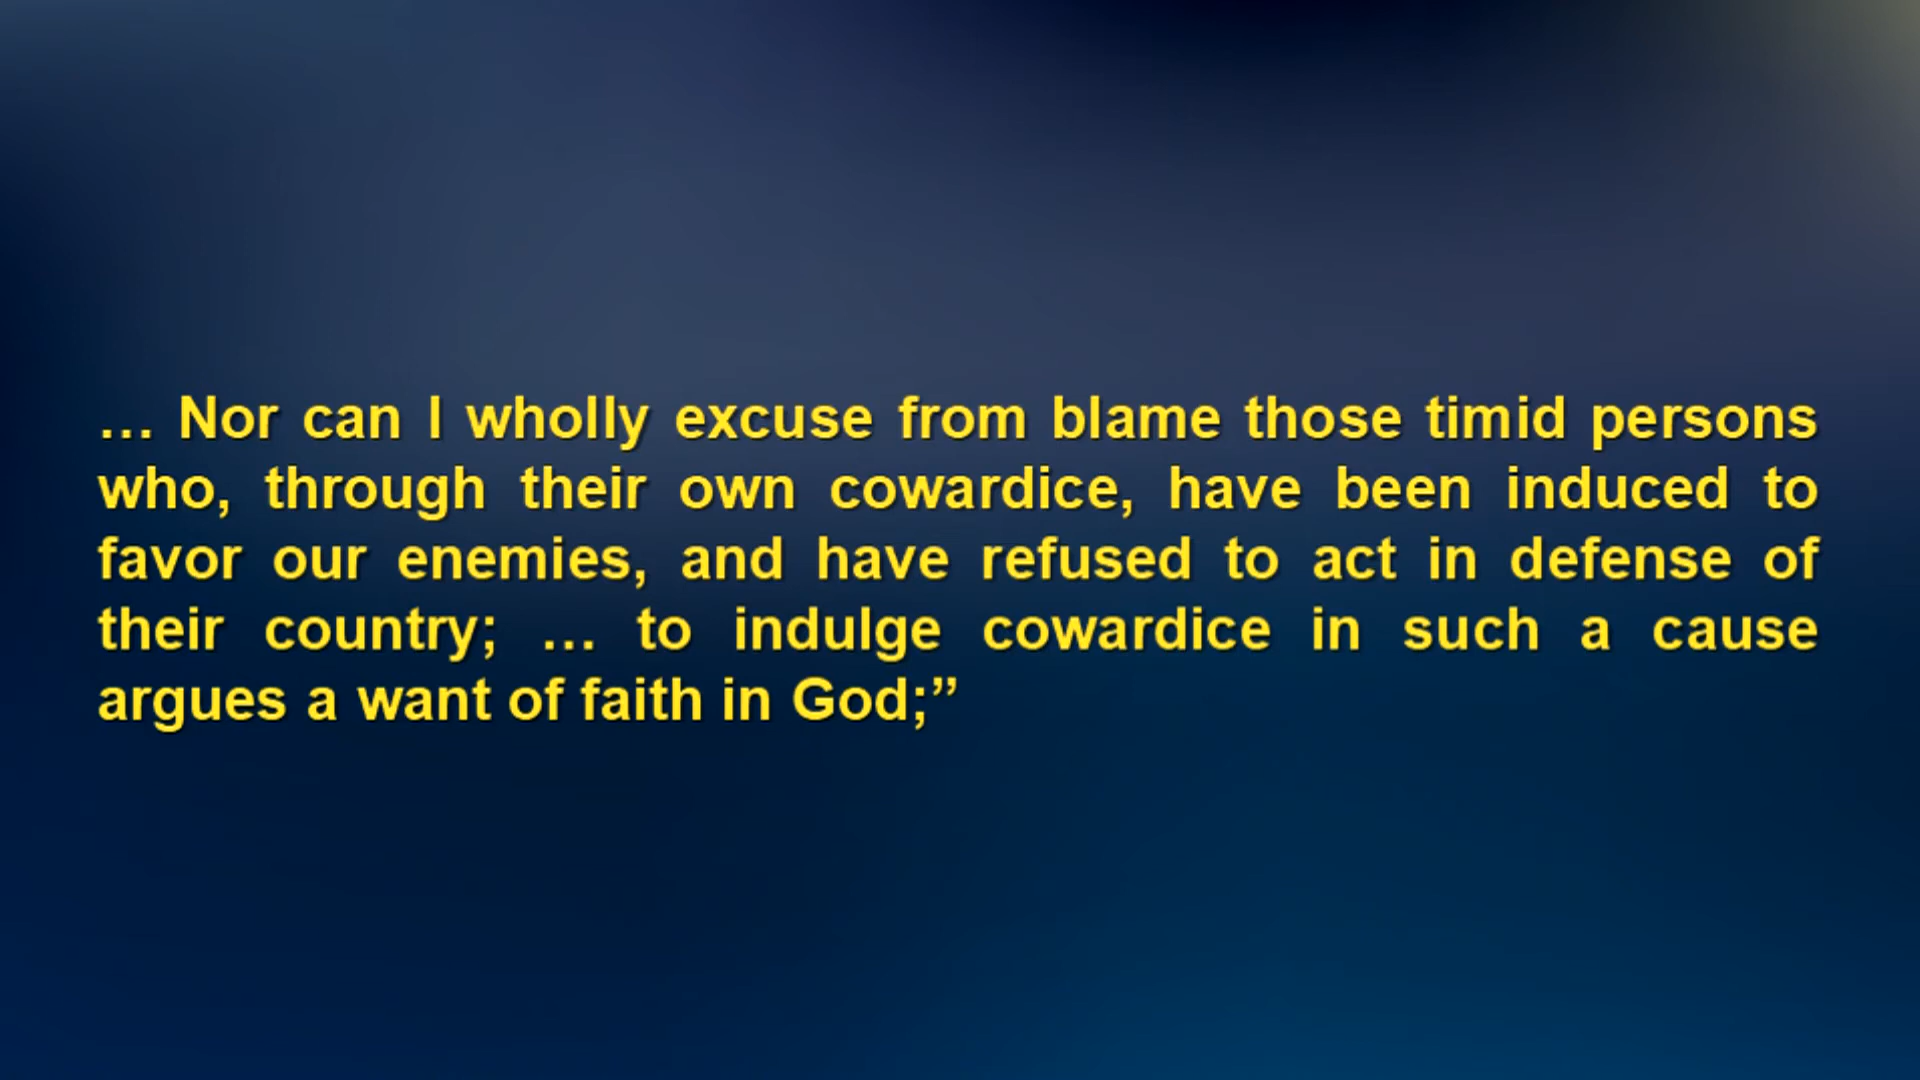 … Nor can I wholly excuse from blame those timid persons
who, through their own cowardice, have been induced to
favor our enemies, and have refused to act in defense of
their country; … to indulge cowardice in such a cause
argues a want of faith in God;”